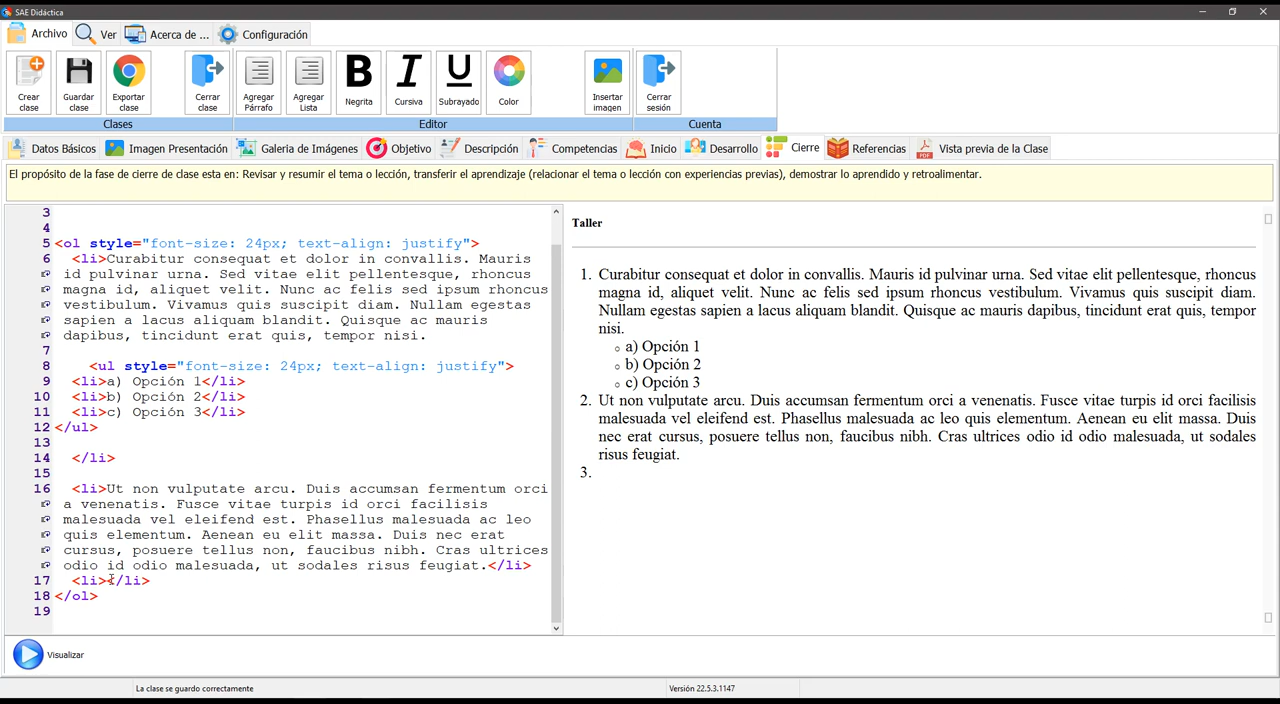 SAE Didáctica
Archivo Ver Acerca de ... Configuración
Crear clase
Guardar clase
Exportar clase
Cerrar clase
Agregar Párrafo
Agregar Lista
B Negrita
I Cursiva
U Subrayado
Color
Insertar imagen
Cerrar sesión
Clases Editor Cuenta
Datos Básicos Imagen Presentación Galeria de Imágenes Objetivo Descripción Competencias Inicio Desarrollo Cierre Referencias Vista previa de la Clase
El propósito de la fase de cierre de clase esta en: Revisar y resumir el tema o lección, transferir el aprendizaje (relacionar el tema o lección con experiencias previas), demostrar lo aprendido y retroalimentar.
3
4
5 <ol style="font-size: 24px; text-align: justify">
6 <li>Curabitur consequat et dolor in convallis. Mauris
id pulvinar urna. Sed vitae elit pellentesque, rhoncus
magna id, aliquet velit. Nunc ac felis sed ipsum rhoncus
vestibulum. Vivamus quis suscipit diam. Nullam egestas
sapien a lacus aliquam blandit. Quisque ac mauris
dapibus, tincidunt erat quis, tempor nisi.
7
8 <ul style="font-size: 24px; text-align: justify">
9 <li>a) Opción 1</li>
10 <li>b) Opción 2</li>
11 <li>c) Opción 3</li>
12 </ul>
13
14 </li>
15
16 <li>Ut non vulputate arcu. Duis accumsan fermentum orci
a venenatis. Fusce vitae turpis id orci facilisis
malesuada vel eleifend est. Phasellus malesuada ac leo
quis elementum. Aenean eu elit massa. Duis nec erat
cursus, posuere tellus non, faucibus nibh. Cras ultrices
odio id odio malesuada, ut sodales risus feugiat.</li>
17 <li></li>
18 </ol>
19
Taller
1. Curabitur consequat et dolor in convallis. Mauris id pulvinar urna. Sed vitae elit pellentesque, rhoncus
magna id, aliquet velit. Nunc ac felis sed ipsum rhoncus vestibulum. Vivamus quis suscipit diam.
Nullam egestas sapien a lacus aliquam blandit. Quisque ac mauris dapibus, tincidunt erat quis, tempor
nisi.
a) Opción 1
b) Opción 2
c) Opción 3
2. Ut non vulputate arcu. Duis accumsan fermentum orci a venenatis. Fusce vitae turpis id orci facilisis
malesuada vel eleifend est. Phasellus malesuada ac leo quis elementum. Aenean eu elit massa. Duis
nec erat cursus, posuere tellus non, faucibus nibh. Cras ultrices odio id odio malesuada, ut sodales
risus feugiat.
3.
Visualizar
La clase se guardo correctamente Versión 22.5.3.1147